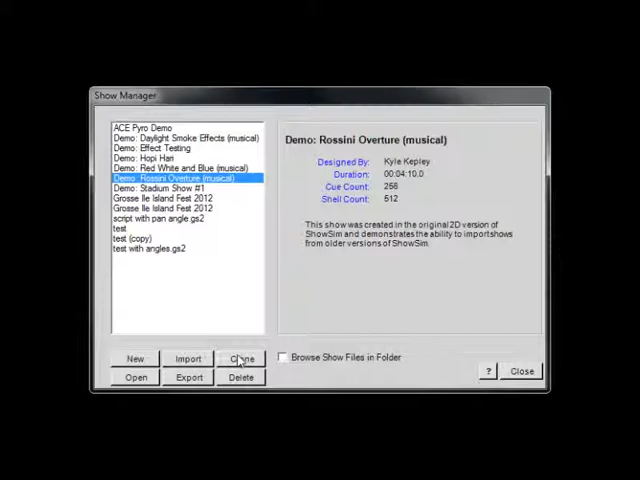 Show Manager
ACE Pyro Demo
Demo: Daylight Smoke Effects (musical)
Demo: Effect Testing
Demo: Hopi Hari
Demo: Red White and Blue (musical)
Demo: Rossini Overture (musical)
Demo: Stadium Show #1
Grosse Ile Island Fest 2012
Grosse Ile Island Fest 2012
script with pan angle.gs2
test
test (copy)
test with angles.gs2
Demo: Rossini Overture (musical)
Designed By: Kyle Kepley
Duration: 00:04:10.0
Cue Count: 256
Shell Count: 512
This show was created in the original 2D version of
ShowSim and demonstrates the ability to importshows
from older versions of ShowSim.
New Import Clone
Open Export Delete
Browse Show Files in Folder
? Close